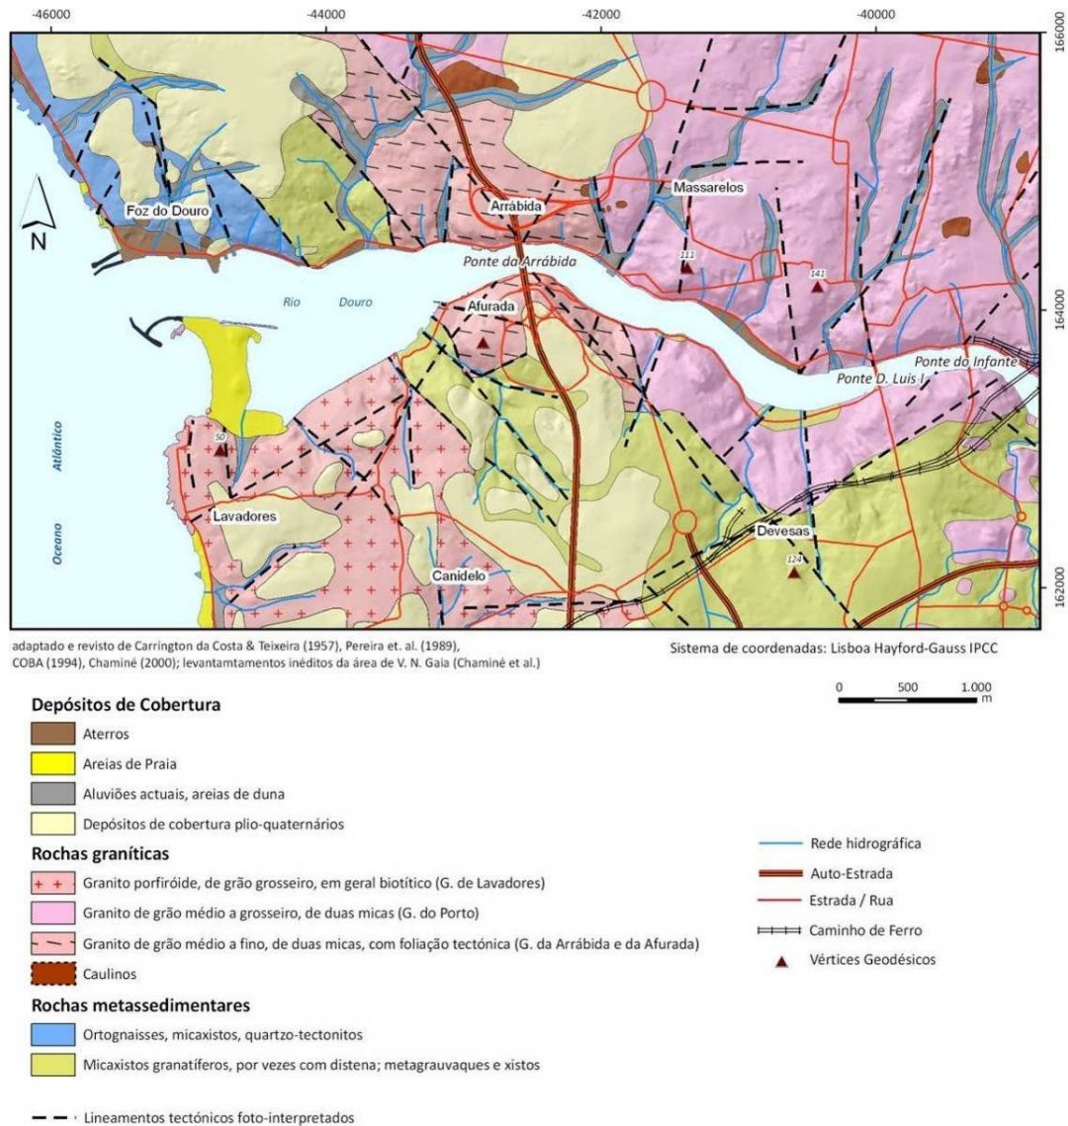 -46000 -44000 -42000 -40000
166000
Massarelos
Foz do Douro
Arrábida
N
Ponte da Arrábida
111
141
Rio Douro
Afurada
164000
Ponte do Infante
Ponte D. Luis I
Atlântico
50
Lavadores
Devesas
Oceano
Canidelo
124
162000
adaptado e revisto de Carrington da Costa & Teixeira (1957), Pereira et. al. (1989),
COBA (1994), Chaminé (2000); levantamtamentos inéditos da área de V. N. Gaia (Chaminé et al.)
Sistema de coordenadas: Lisboa Hayford-Gauss IPCC
0 500 1.000
m
Depósitos de Cobertura
Aterros
Areias de Praia
Aluviões actuais, areias de duna
Depósitos de cobertura plio-quaternários
Rochas graníticas
Granito porfiróide, de grão grosseiro, em geral biotítico (G. de Lavadores)
Granito de grão médio a grosseiro, de duas micas (G. do Porto)
Granito de grão médio a fino, de duas micas, com foliação tectónica (G. da Arrábida e da Afurada)
Caulinos
Rochas metassedimentares
Ortognaisses, micaxistos, quartzo-tectonitos
Micaxistos granatíferos, por vezes com distena; metagrauvaques e xistos
Lineamentos tectónicos foto-interpretados
Rede hidrográfica
Auto-Estrada
Estrada / Rua
Caminho de Ferro
Vértices Geodésicos